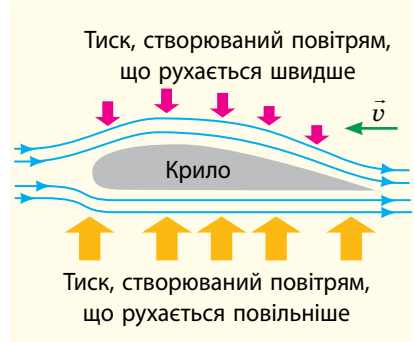 Тиск, створюваний повітрям,
що рухається швидше
v⃗
Крило
Тиск, створюваний повітрям,
що рухається повільніше